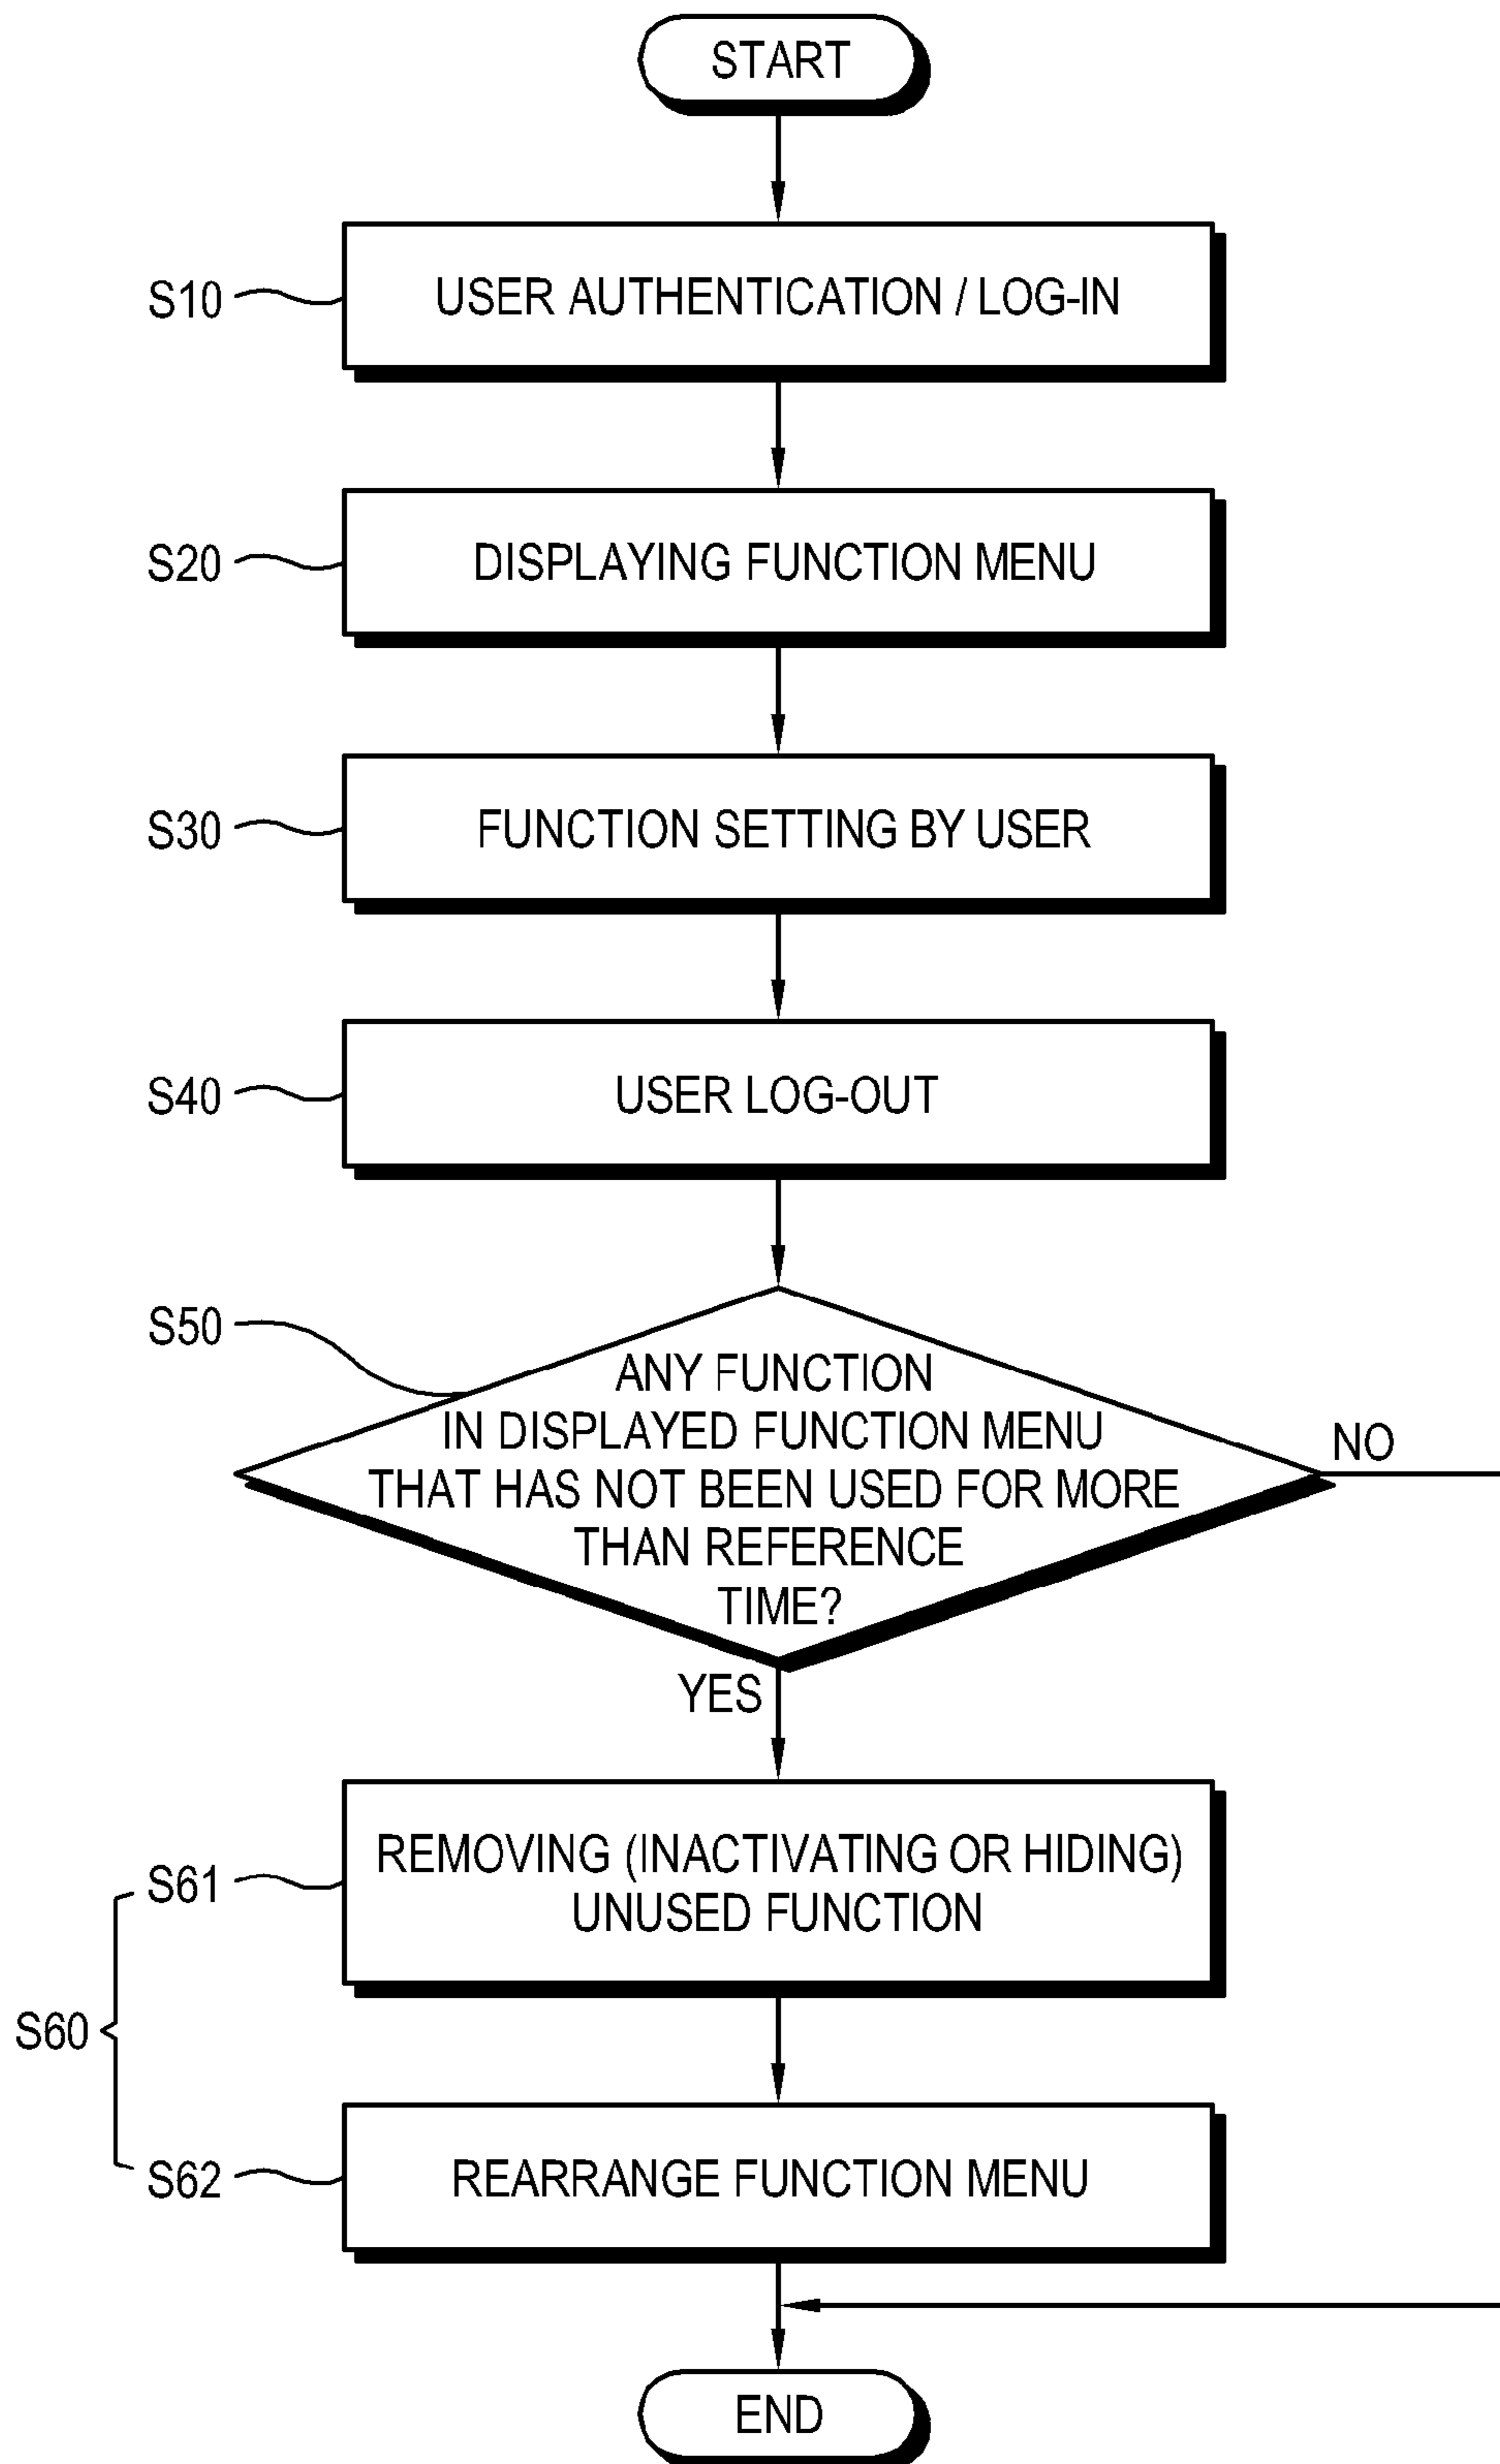 START
S10
USER AUTHENTICATION / LOG-IN
S20
DISPLAYING FUNCTION MENU
S30
FUNCTION SETTING BY USER
S40
USER LOG-OUT
S50
ANY FUNCTION
IN DISPLAYED FUNCTION MENU
THAT HAS NOT BEEN USED FOR MORE
THAN REFERENCE
TIME?
NO
YES
S60
S61
REMOVING (INACTIVATING OR HIDING)
UNUSED FUNCTION
S62
REARRANGE FUNCTION MENU
END